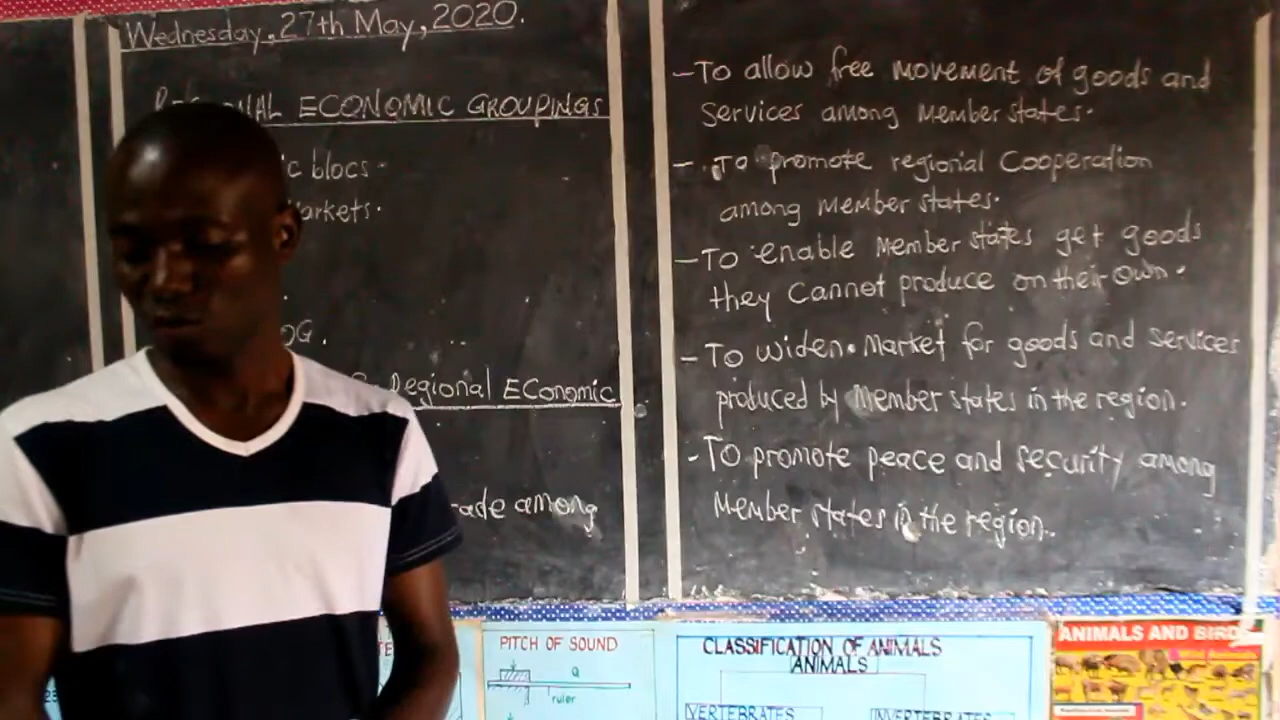 Wednesday, 27th May, 2020.
ECONOMIC GROUPINGS
blocs.
Regional Economic
among
- To allow free movement of goods and
services among member states.
- To promote regional Cooperation
among member states.
- To enable member states get goods
they cannot produce on their own.
- To widen market for goods and services
produced by member states in the region.
- To promote peace and security among
member states in the region.
PITCH OF SOUND
a
ruler
CLASSIFICATION OF ANIMALS
ANIMALS
VERTEBRATES
INVERTEBRATES
ANIMALS AND BIRDS